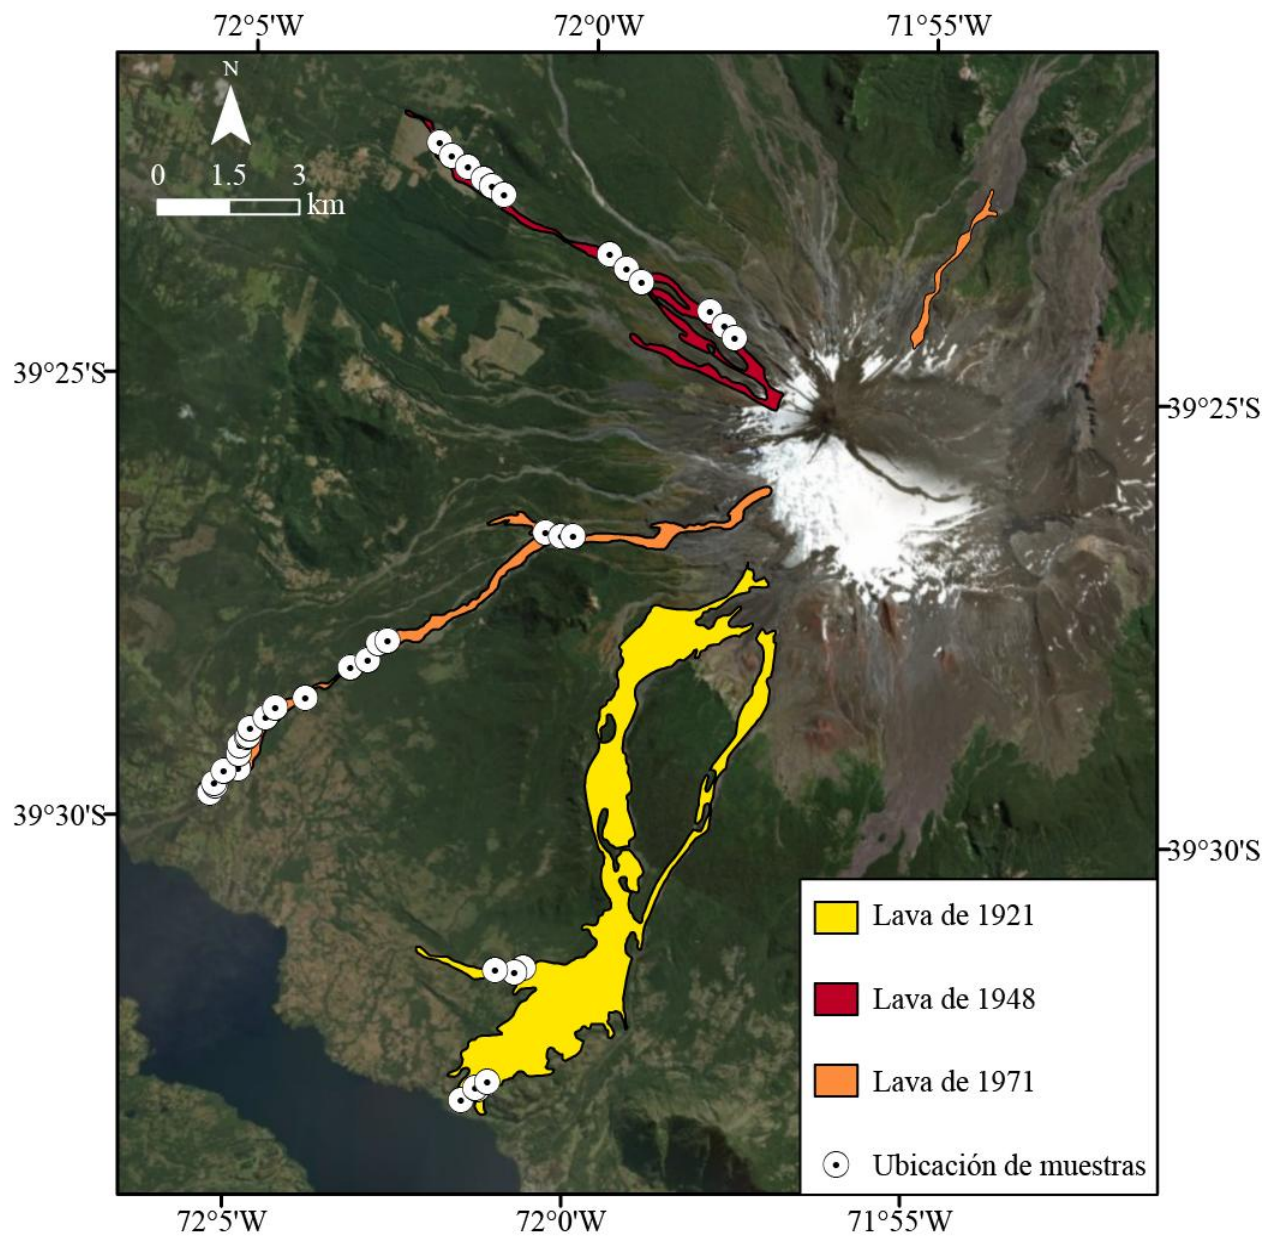 72°5'W 72°0'W 71°55'W
N
0 1.5 3
km
39°25'S
39°25'S
39°30'S
39°30'S
Lava de 1921
Lava de 1948
Lava de 1971
Ubicación de muestras
72°5'W 72°0'W 71°55'W